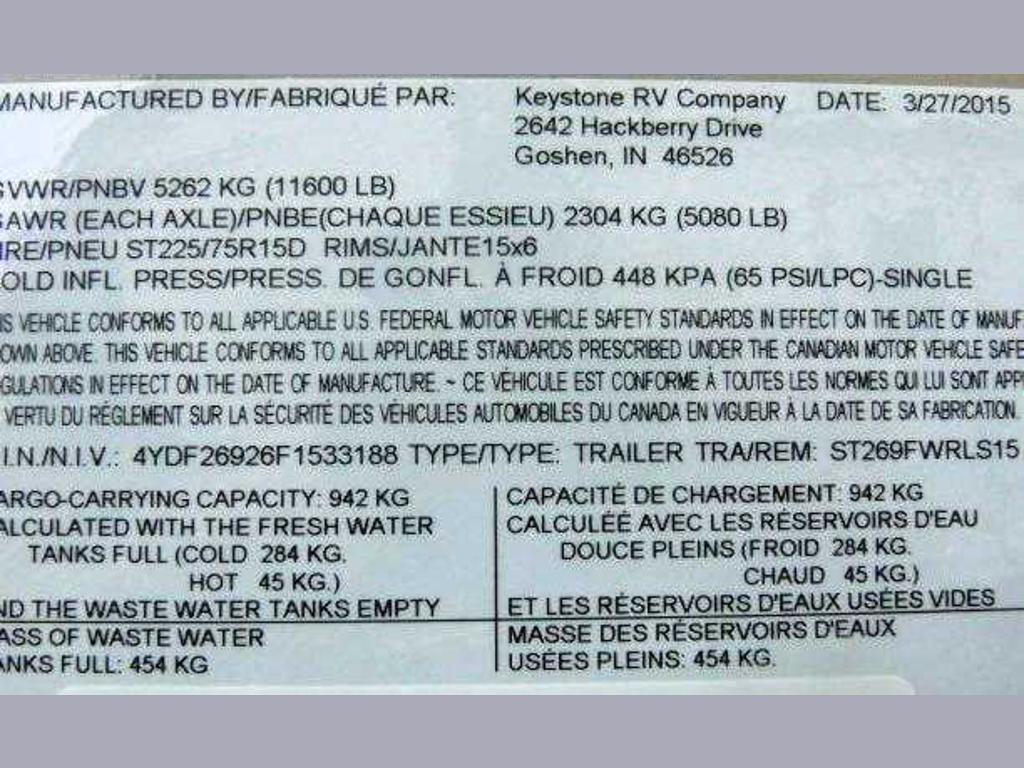 MANUFACTURED BY/FABRIQUÉ PAR: Keystone RV Company DATE: 3/27/2015
2642 Hackberry Drive
Goshen, IN 46526
GVWR/PNBV 5262 KG (11600 LB)
GAWR (EACH AXLE)/PNBE(CHAQUE ESSIEU) 2304 KG (5080 LB)
IRE/PNEU ST225/75R15D RIMS/JANTE15x6
OLD INFL. PRESS/PRESS. DE GONFL. À FROID 448 KPA (65 PSI/LPC)-SINGLE
IS VEHICLE CONFORMS TO ALL APPLICABLE U.S. FEDERAL MOTOR VEHICLE SAFETY STANDARDS IN EFFECT ON THE DATE OF MANUF
OWN ABOVE. THIS VEHICLE CONFORMS TO ALL APPLICABLE STANDARDS PRESCRIBED UNDER THE CANADIAN MOTOR VEHICLE SAFE
GULATIONS IN EFFECT ON THE DATE OF MANUFACTURE. ~ CE VÉHICULE EST CONFORME À TOUTES LES NORMES QUI LUI SONT APP
VERTU DU RÉGLEMENT SUR LA SÉCURITÉ DES VÉHICULES AUTOMOBILES DU CANADA EN VIGUEUR À LA DATE DE SA FABRICATION.
.I.N./N.I.V.: 4YDF26926F1533188 TYPE/TYPE: TRAILER TRA/REM: ST269FWRLS15
ARGO-CARRYING CAPACITY: 942 KG
ALCULATED WITH THE FRESH WATER
TANKS FULL (COLD 284 KG.
HOT 45 KG.)
ND THE WASTE WATER TANKS EMPTY
ASS OF WASTE WATER
ANKS FULL: 454 KG
CAPACITÉ DE CHARGEMENT: 942 KG
CALCULÉE AVEC LES RÉSERVOIRS D'EAU
DOUCE PLEINS (FROID 284 KG.
CHAUD 45 KG.)
ET LES RÉSERVOIRS D'EAUX USÉES VIDES
MASSE DES RÉSERVOIRS D'EAUX
USÉES PLEINS: 454 KG.